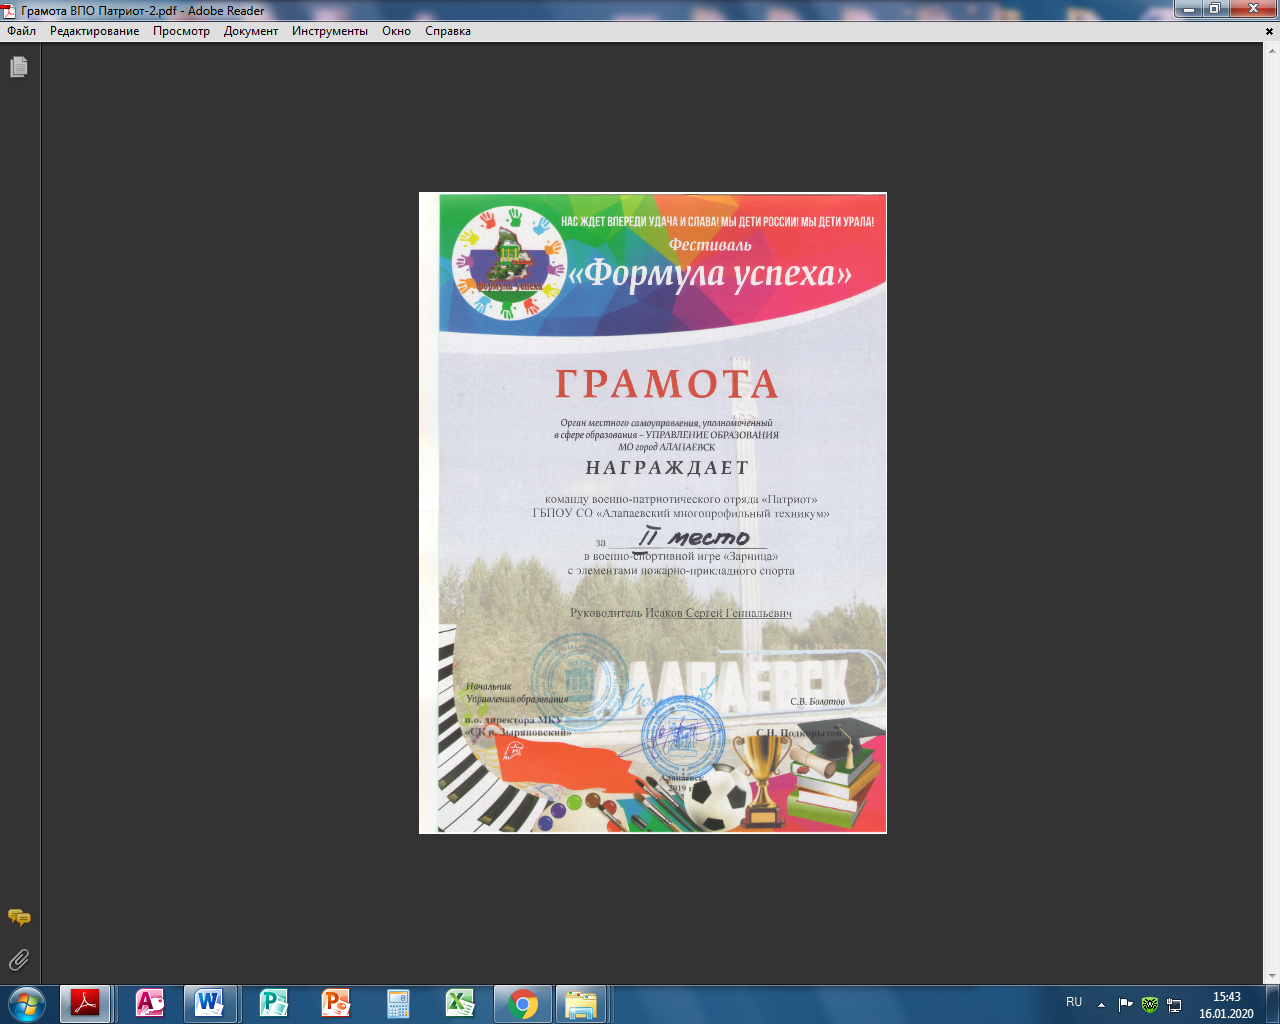 Грамота ВПО Патриот-2.pdf - Adobe Reader
Файл Редактирование Просмотр Документ Инструменты Окно Справка
НАС ЖДЕТ ВПЕРЕДИ УДАЧА И СЛАВА! МЫ ДЕТИ РОССИИ! МЫ ДЕТИ УРАЛА!
Фестиваль
«Формула успеха»
формула успеха
ГРАМОТА
Орган местного самоуправления, уполномоченный
в сфере образования – УПРАВЛЕНИЕ ОБРАЗОВАНИЯ
МО город АЛАПАЕВСК
НАГРАЖДАЕТ
команду военно-патриотического отряда «Патриот»
ГБПОУ СО «Алапаевский многопрофильный техникум»
за II место
в военно-спортивной игре «Зарница»
с элементами пожарно-прикладного спорта
Руководитель Исаков Сергей Геннальевич
АЛАПАЕВСК
Начальник
Управления образования С.В. Болотов
и.о. директора МКУ
«СК п. Зыряновский» С.Н. Подкорытов
Алапаевск
2019 г
RU
15:43
16.01.2020